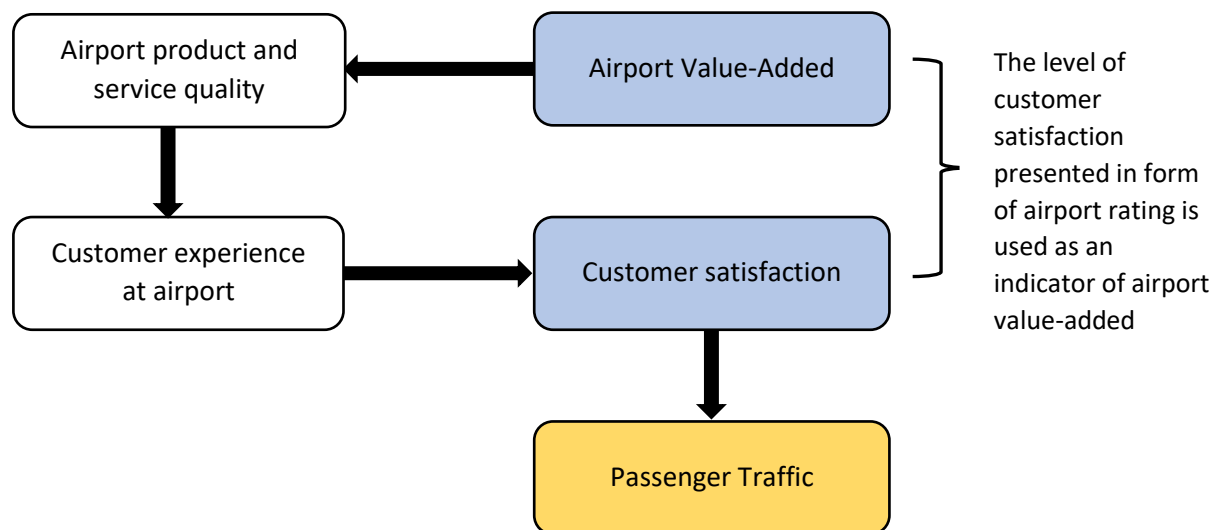 Airport product and
service quality
Airport Value-Added
Customer experience
at airport
Customer satisfaction
Passenger Traffic
The level of
customer
satisfaction
presented in form
of airport rating is
used as an
indicator of airport
value-added